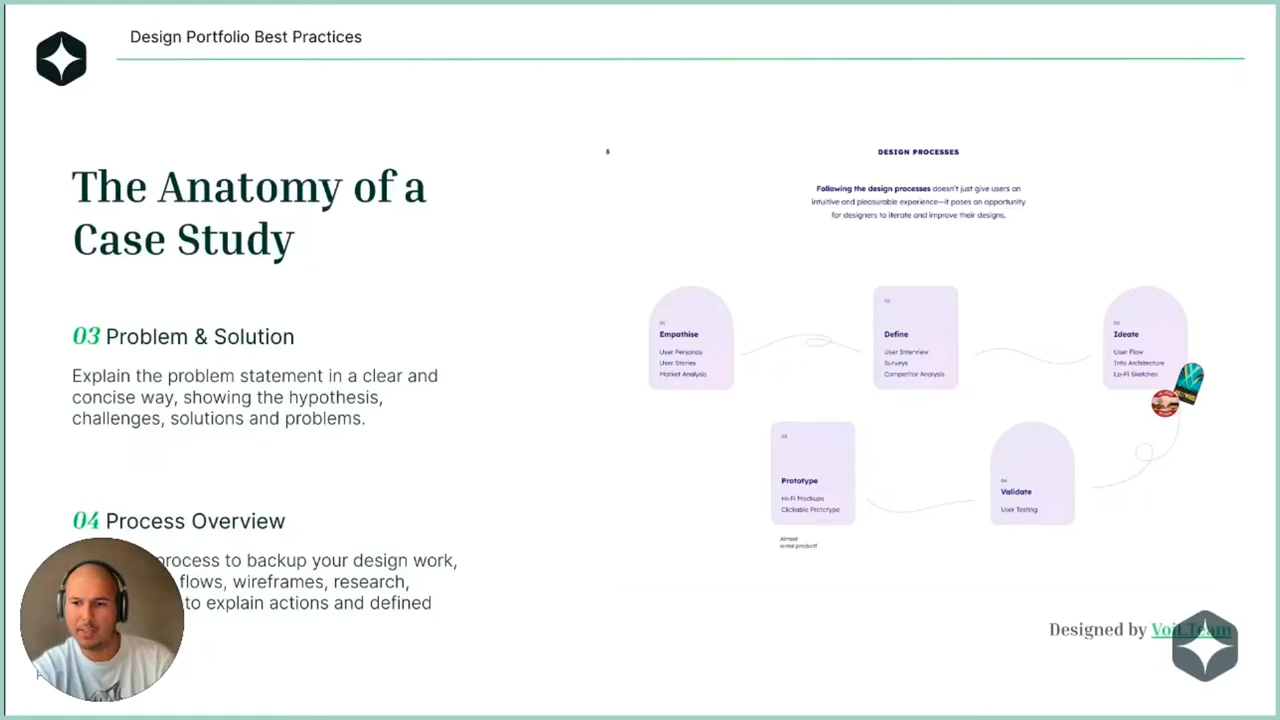 Design Portfolio Best Practices
The Anatomy of a
Case Study
03 Problem & Solution
Explain the problem statement in a clear and
concise way, showing the hypothesis,
challenges, solutions and problems.
04 Process Overview
process to backup your design work,
flows, wireframes, research,
to explain actions and defined
DESIGN PROCESSES
Following the design processes doesn't just give users an
intuitive and pleasurable experience—it poses an opportunity
for designers to iterate and improve their designs.
Empathise
User Personas
User Stories
Market Analysis
Define
User Interview
Surveys
Competitor Analysis
Ideate
User Flow
Info Architecture
Lo-Fi Sketches
Prototype
Hi-Fi Mockups
Clickable Prototype
Almost
a real product!
Validate
User Testing
Designed by Voit.Team